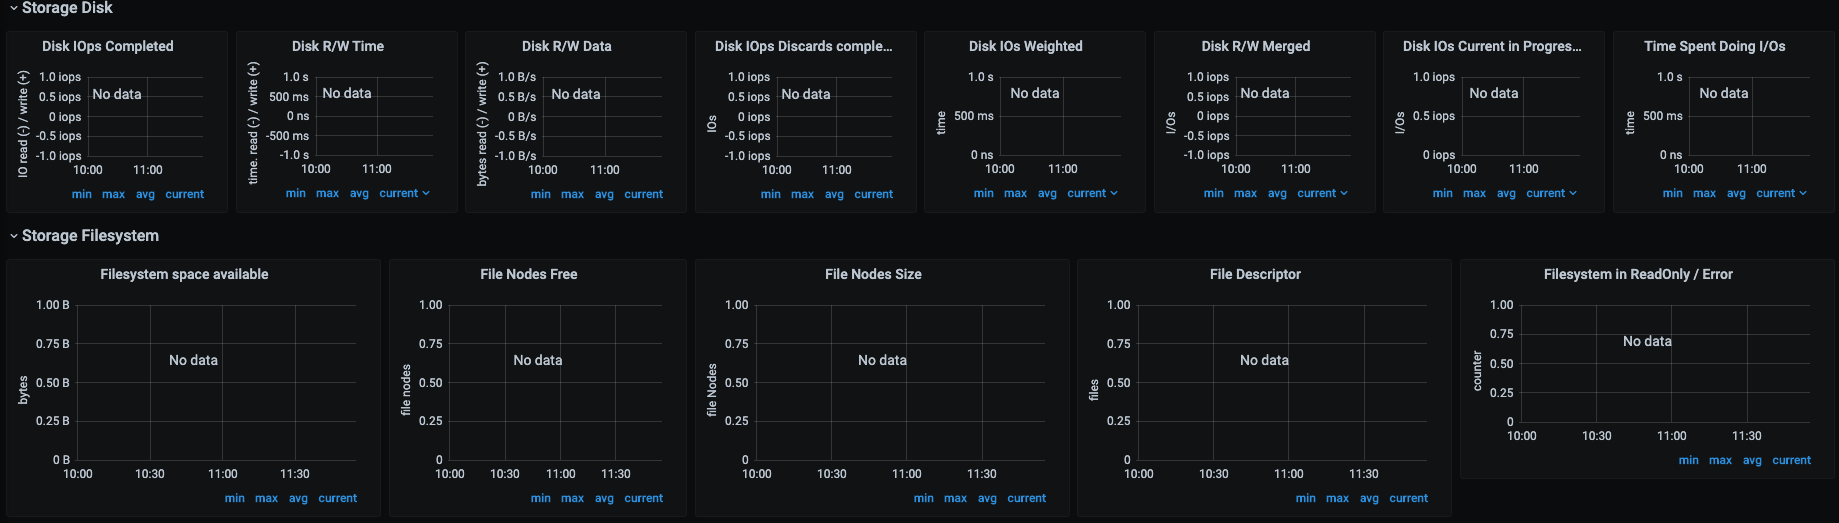 Storage Disk
Disk IOps Completed
IO read (-) / write (+)
1.0 iops
0.5 iops
0 iops
-0.5 iops
-1.0 iops
No data
10:00 11:00
min max avg current
Disk R/W Time
time. read (-) / write (+)
1.0 s
500 ms
0 ns
-500 ms
-1.0 s
No data
10:00 11:00
min max avg current
Disk R/W Data
bytes read (-) / write (+)
1.0 B/s
0.5 B/s
0 B/s
-0.5 B/s
-1.0 B/s
No data
10:00 11:00
min max avg current
Disk IOps Discards comple...
IOs
1.0 iops
0.5 iops
0 iops
-0.5 iops
-1.0 iops
No data
10:00 11:00
min max avg current
Disk IOs Weighted
time
1.0 s
500 ms
0 ns
No data
10:00 11:00
min max avg current
Disk R/W Merged
I/Os
1.0 iops
0.5 iops
0 iops
-0.5 iops
-1.0 iops
No data
10:00 11:00
min max avg current
Disk IOs Current in Progres...
I/Os
1.0 iops
0.5 iops
0 iops
No data
10:00 11:00
min max avg current
Time Spent Doing I/Os
time
1.0 s
500 ms
0 ns
No data
10:00 11:00
min max avg current
Storage Filesystem
Filesystem space available
bytes
1.00 B
0.75 B
0.50 B
0.25 B
0 B
No data
10:00 10:30 11:00 11:30
min max avg current
File Nodes Free
file nodes
1.00
0.75
0.50
0.25
0
No data
10:00 10:30 11:00 11:30
min max avg current
File Nodes Size
file Nodes
1.00
0.75
0.50
0.25
0
No data
10:00 10:30 11:00 11:30
min max avg current
File Descriptor
files
1.00
0.75
0.50
0.25
0
No data
10:00 10:30 11:00 11:30
min max avg current
Filesystem in ReadOnly / Error
counter
1.00
0.75
0.50
0.25
0
No data
10:00 10:30 11:00 11:30
min max avg current